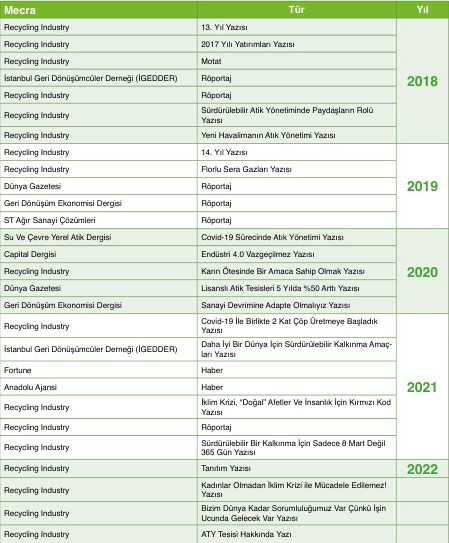 Mecra Tür Yıl
Recycling Industry 13. Yıl Yazısı
Recycling Industry 2017 Yılı Yatırımları Yazısı
Recycling Industry Motat
İstanbul Geri Dönüşümcüler Derneği (İGEDDER) Röportaj
2018
Recycling Industry Röportaj
Recycling Industry Sürdürülebilir Atik Yönetiminde Paydaşların Rolü
Yazısı
Recycling Industry Yeni Havalimanın Atık Yönetimi Yazısı
Recycling Industry 14. Yıl Yazısı
Recycling Industry Florlu Sera Gazları Yazısı
Dünya Gazetesi Röportaj
2019
Geri Dönüşüm Ekonomisi Dergisi Röportaj
ST Ağır Sanayi Çözümleri Röportaj
Su Ve Çevre Yerel Atik Dergisi Covid-19 Sürecinde Atık Yönetimi Yazısı
Capital Dergisi Endüstri 4.0 Vazgeçilmez Yazısı
Recycling Industry Karın Ötesinde Bir Amaca Sahip Olmak Yazısı
2020
Dünya Gazetesi Lisanslı Atik Tesisleri 5 Yılda %50 Arttı Yazısı
Geri Dönüşüm Ekonomisi Dergisi Sanayi Devrimine Adapte Olmalıyız Yazısı
Recycling Industry Covid-19 İle Birlikte 2 Kat Çöp Üretmeye Başladık
Yazısı
İstanbul Geri Dönüşümcüler Derneği (İGEDDER) Daha İyi Bir Dünya İçin Sürdürülebilir Kalkınma Amaç-
ları Yazısı
Fortune Haber
Anadolu Ajansi Haber
2021
Recycling Industry İklim Krizi, “Doğal” Afetler Ve İnsanlık İçin Kırmızı Kod
Yazısı
Recycling Industry Röportaj
Recycling Industry Sürdürülebilir Bir Kalkınma İçin Sadece 8 Mart Değil
365 Gün Yazısı
Recycling Industry Tanıtım Yazısı 2022
Recycling Industry Kadınlar Olmadan İklim Krizi ile Mücadele Edilemez!
Yazısı
Recycling Industry Bizim Dünya Kadar Sorumluluğumuz Var Çünkü İşin
Ucunda Gelecek Var Yazısı
Recycling Industry ATY Tesisi Hakkında Yazı